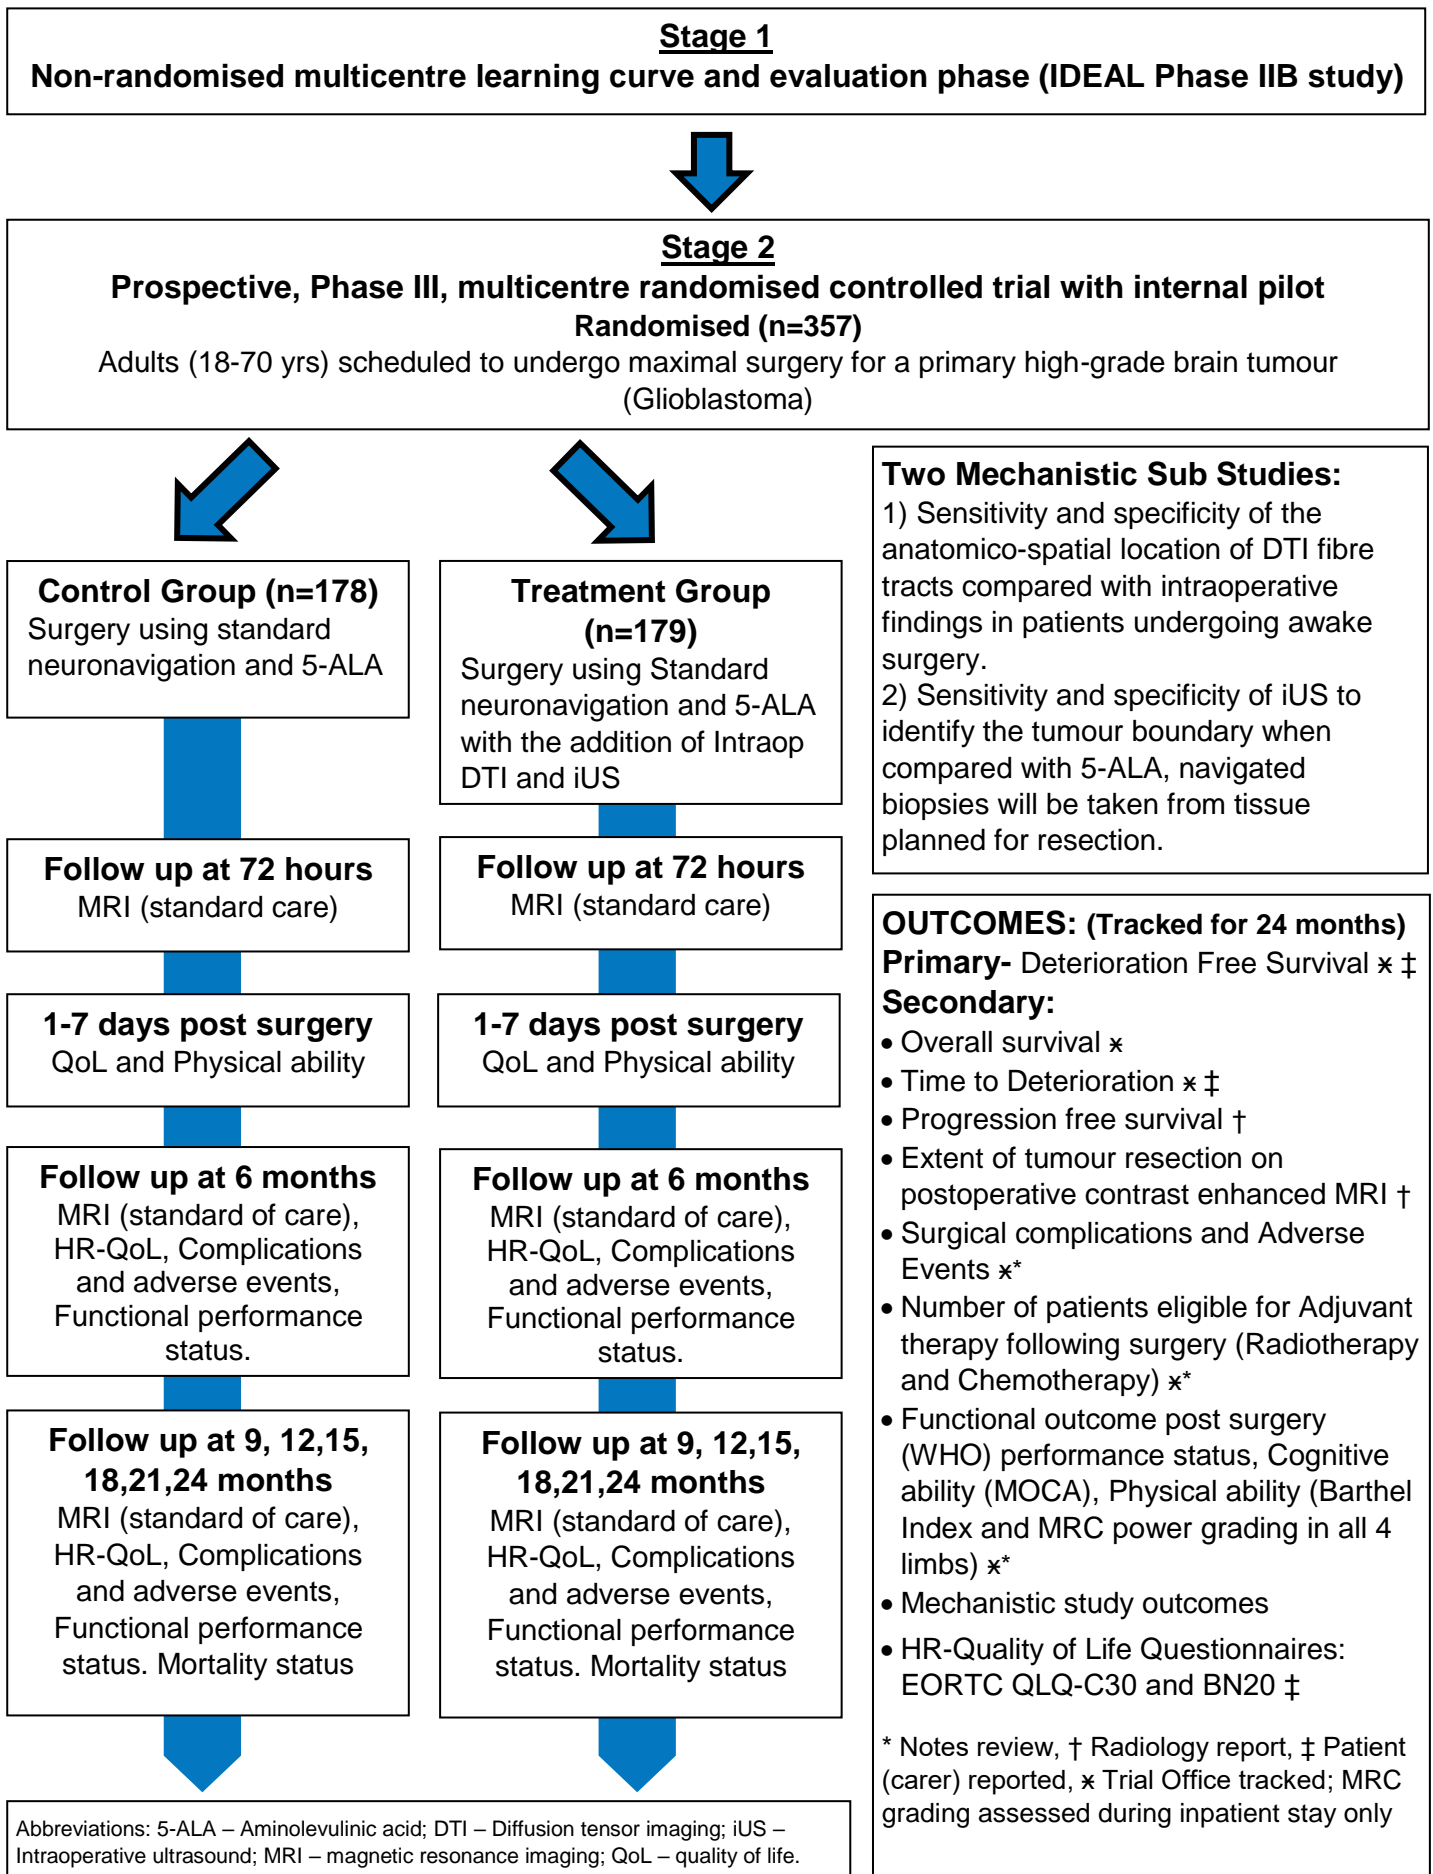 Stage 1
Non-randomised multicentre learning curve and evaluation phase (IDEAL Phase IIB study)
Stage 2
Prospective, Phase III, multicentre randomised controlled trial with internal pilot
Randomised (n=357)
Adults (18-70 yrs) scheduled to undergo maximal surgery for a primary high-grade brain tumour
(Glioblastoma)
Control Group (n=178)
Surgery using standard
neuronavigation and 5-ALA
Follow up at 72 hours
MRI (standard care)
1-7 days post surgery
QoL and Physical ability
Follow up at 6 months
MRI (standard of care),
HR-QoL, Complications
and adverse events,
Functional performance
status.
Follow up at 9, 12,15,
18,21,24 months
MRI (standard of care),
HR-QoL, Complications
and adverse events,
Functional performance
status. Mortality status
Treatment Group
(n=179)
Surgery using Standard
neuronavigation and 5-ALA
with the addition of Intraop
DTI and iUS
Follow up at 72 hours
MRI (standard care)
1-7 days post surgery
QoL and Physical ability
Follow up at 6 months
MRI (standard of care),
HR-QoL, Complications
and adverse events,
Functional performance
status.
Follow up at 9, 12,15,
18,21,24 months
MRI (standard of care),
HR-QoL, Complications
and adverse events,
Functional performance
status. Mortality status
Two Mechanistic Sub Studies:
1) Sensitivity and specificity of the
anatomico-spatial location of DTI fibre
tracts compared with intraoperative
findings in patients undergoing awake
surgery.
2) Sensitivity and specificity of iUS to
identify the tumour boundary when
compared with 5-ALA, navigated
biopsies will be taken from tissue
planned for resection.
OUTCOMES: (Tracked for 24 months)
Primary- Deterioration Free Survival ӿ ‡
Secondary:
• Overall survival ӿ
• Time to Deterioration ӿ ‡
• Progression free survival †
• Extent of tumour resection on
postoperative contrast enhanced MRI †
• Surgical complications and Adverse
Events ӿ*
• Number of patients eligible for Adjuvant
therapy following surgery (Radiotherapy
and Chemotherapy) ӿ*
• Functional outcome post surgery
(WHO) performance status, Cognitive
ability (MOCA), Physical ability (Barthel
Index and MRC power grading in all 4
limbs) ӿ*
• Mechanistic study outcomes
• HR-Quality of Life Questionnaires:
EORTC QLQ-C30 and BN20 ‡
* Notes review, † Radiology report, ‡ Patient
(carer) reported, ӿ Trial Office tracked; MRC
grading assessed during inpatient stay only
Abbreviations: 5-ALA – Aminolevulinic acid; DTI – Diffusion tensor imaging; iUS –
Intraoperative ultrasound; MRI – magnetic resonance imaging; QoL – quality of life.